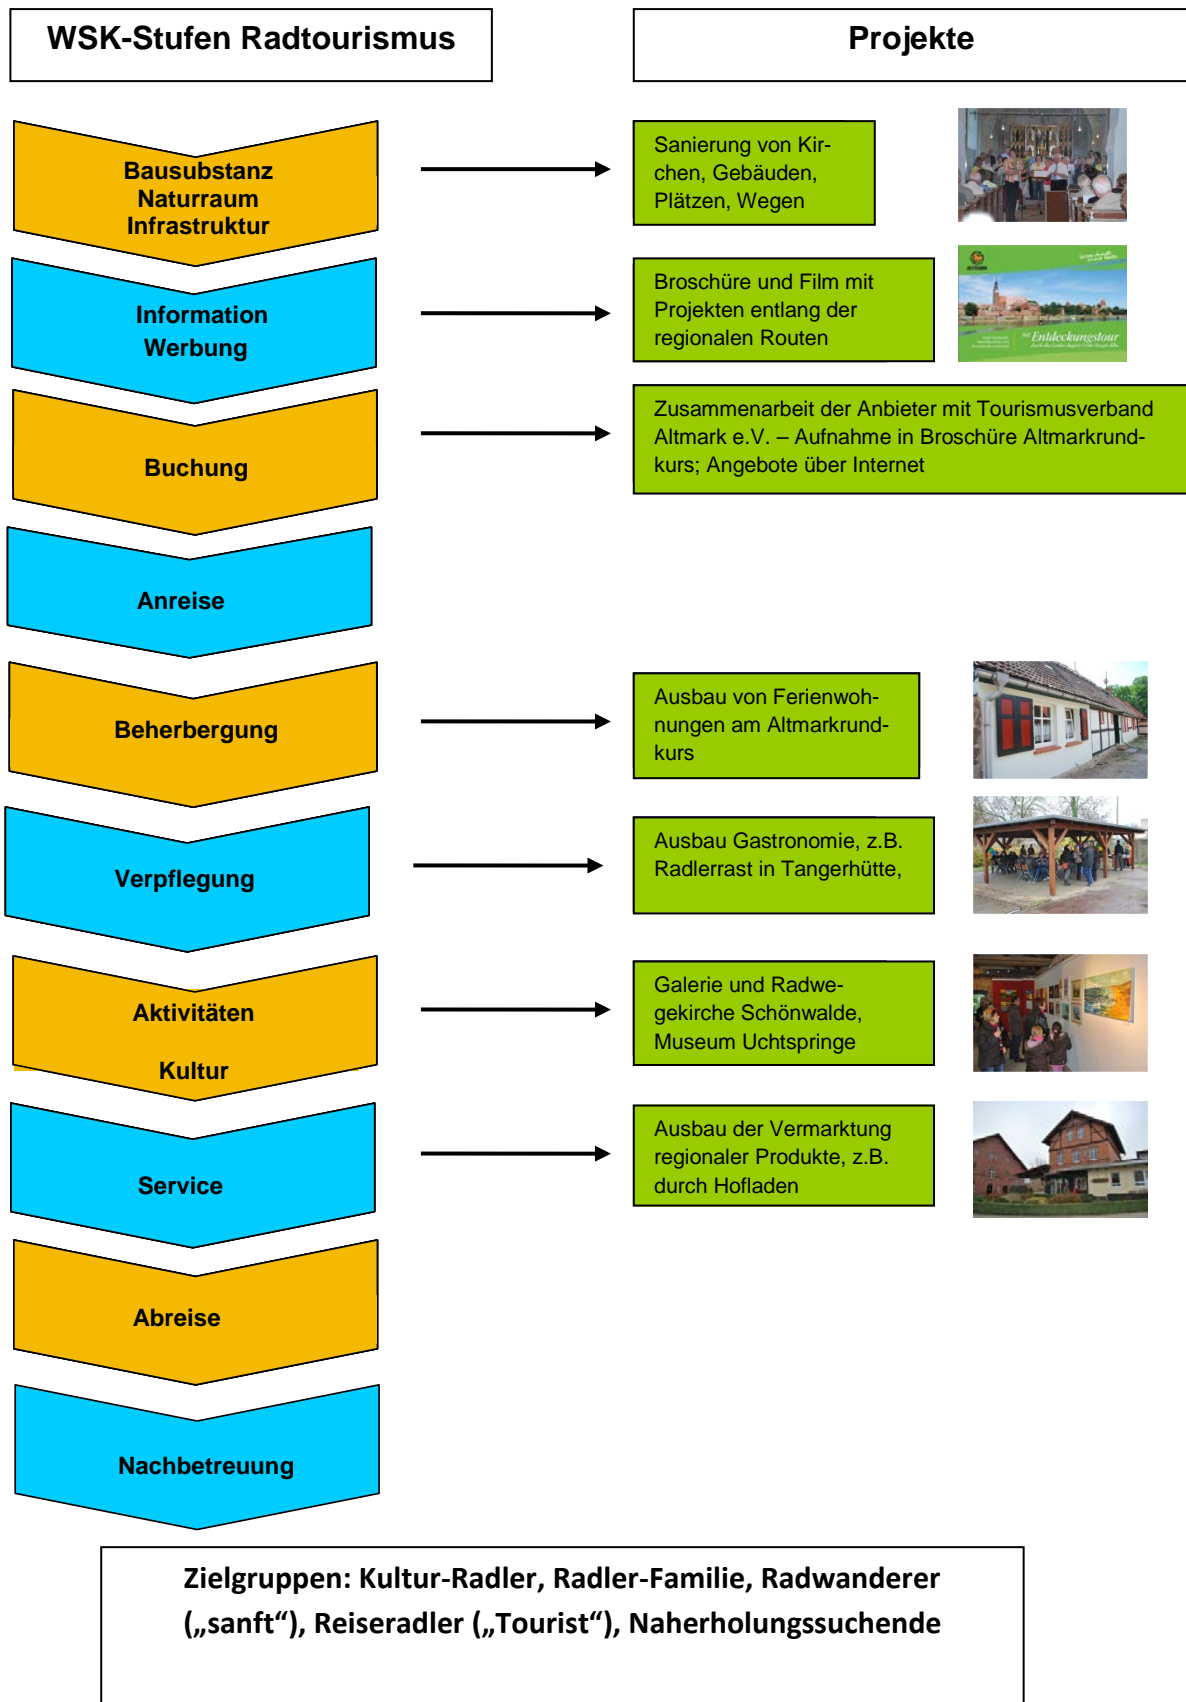 WSK-Stufen Radtourismus
Projekte
Bausubstanz
Naturraum
Infrastruktur
Sanierung von Kir-
chen, Gebäuden,
Plätzen, Wegen
Information
Werbung
Broschüre und Film mit
Projekten entlang der
regionalen Routen
Entdeckungstour
Buchung
Zusammenarbeit der Anbieter mit Tourismusverband
Altmark e.V. – Aufnahme in Broschüre Altmarkrund-
kurs; Angebote über Internet
Anreise
Beherbergung
Ausbau von Ferienwoh-
nungen am Altmarkrund-
kurs
Verpflegung
Ausbau Gastronomie, z.B.
Radlerrast in Tangerhütte,
Aktivitäten
Kultur
Galerie und Radwe-
gekirche Schönwalde,
Museum Uchtspringe
Service
Ausbau der Vermarktung
regionaler Produkte, z.B.
durch Hofladen
Abreise
Nachbetreuung
Zielgruppen: Kultur-Radler, Radler-Familie, Radwanderer
(„sanft“), Reiseradler („Tourist“), Naherholungssuchende